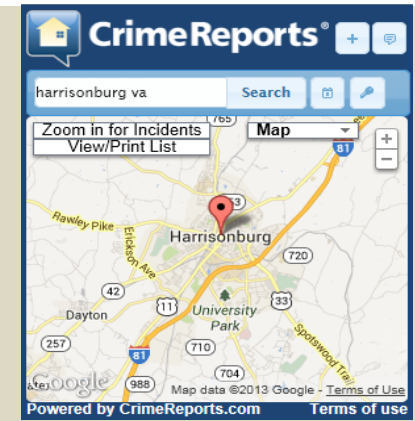 CrimeReports®
harrisonburg va Search
Zoom in for Incidents
View/Print List
Map
765
81
+
−
Rawley Pike
Erickson Ave
Harrisonburg
720
42
Dayton
11
University
Park
33
257
710
Spotswood Trail
81
704
988
Google
Map data ©2013 Google - Terms of Use
Powered by CrimeReports.com Terms of use